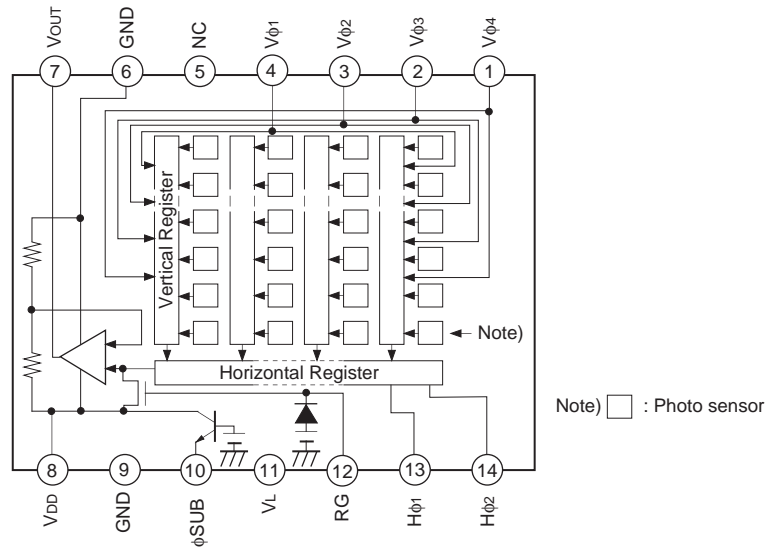 VOUT
GND
NC
Vϕ1
Vϕ2
Vϕ3
Vϕ4
7
6
5
4
3
2
1
Vertical Register
Note)
Horizontal Register
Note) : Photo sensor
8
9
10
11
12
13
14
VDD
GND
ϕSUB
VL
RG
Hϕ1
Hϕ2